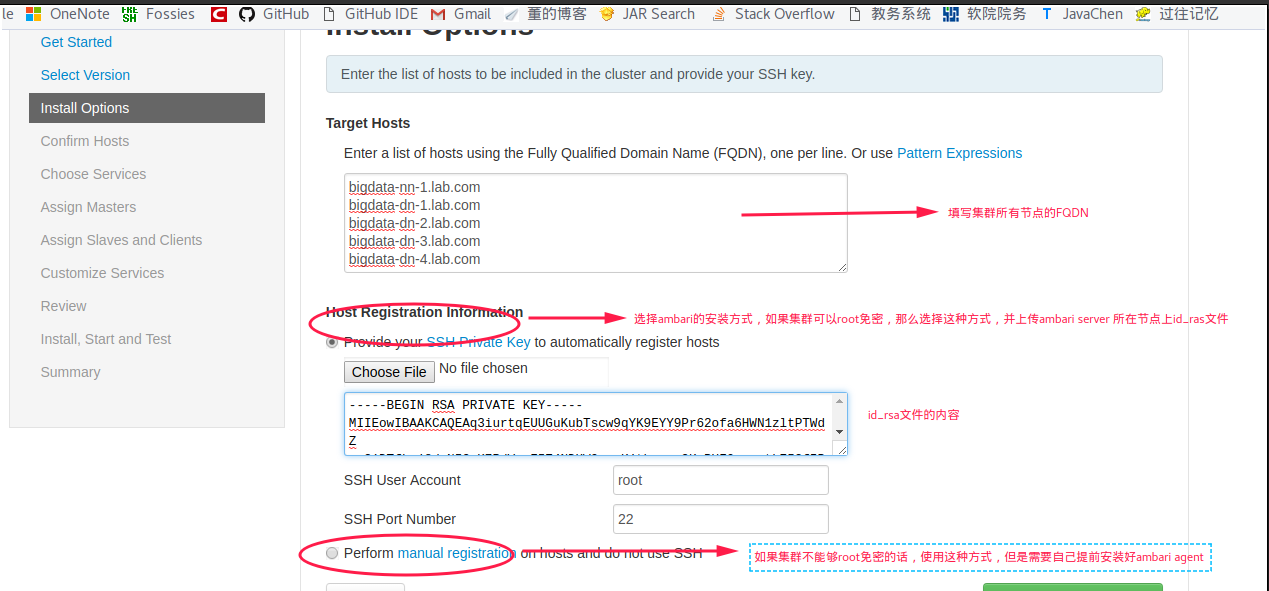 le OneNote Fossies GitHub GitHub IDE Gmail 董的博客 JAR Search Stack Overflow 教务系统 软院院务 JavaChen 过往记忆
Get Started
Select Version
Install Options
Confirm Hosts
Choose Services
Assign Masters
Assign Slaves and Clients
Customize Services
Review
Install, Start and Test
Summary
Install Options
Enter the list of hosts to be included in the cluster and provide your SSH key.
Target Hosts
Enter a list of hosts using the Fully Qualified Domain Name (FQDN), one per line. Or use Pattern Expressions
bigdata-nn-1.lab.com
bigdata-dn-1.lab.com
bigdata-dn-2.lab.com
bigdata-dn-3.lab.com
bigdata-dn-4.lab.com
填写集群所有节点的FQDN
Host Registration Information
选择ambari的安装方式，如果集群可以root免密，那么选择这种方式，并上传ambari server 所在节点上id_ras文件
Provide your SSH Private Key to automatically register hosts
Choose File No file chosen
-----BEGIN RSA PRIVATE KEY-----
MIIEowIBAAKCAQEAq3iurtqEUUGuKubTscw9qYK9EYY9Pr62ofa6HWN1zltPTWd
Z
id_rsa文件的内容
SSH User Account root
SSH Port Number 22
Perform manual registration on hosts and do not use SSH
如果集群不能够root免密的话，使用这种方式，但是需要自己提前安装好ambari agent